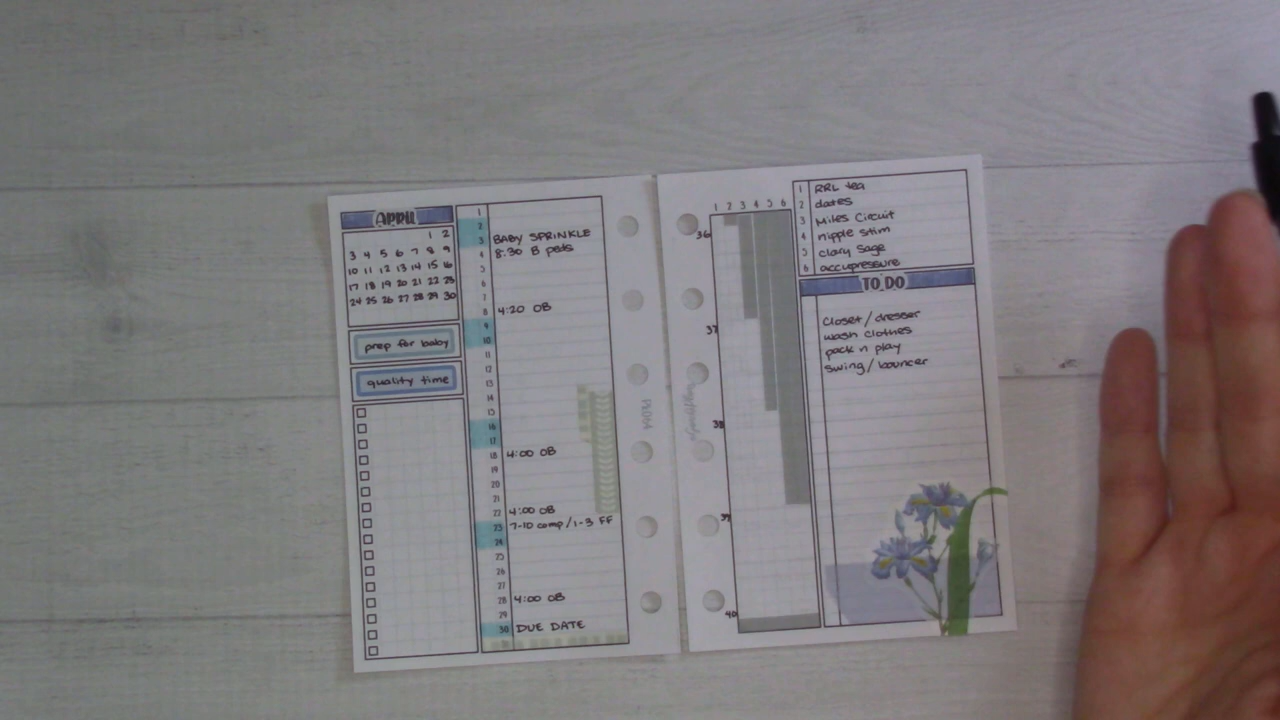 APRIL
1 2
3 4 5 6 7 8 9
10 11 12 13 14 15 16
17 18 19 20 21 22 23
24 25 26 27 28 29 30
prep for baby
quality time
1
2
3 BABY SPRINKLE
4 8:30 B peds
5
6
7
8 4:20 OB
9
10
11
12
13
14
15
16
17
18 4:00 OB
19
20
21
22 4:00 OB
23 7-10 comp/1-3 FF
24
25
26
27
28 4:00 OB
29
30 DUE DATE
1 2 3 4 5 6
36
37
38
39
40
1 RRL tea
2 dates
3 Miles Circuit
4 nipple stim
5 clary sage
6 accupressure
TO DO
closet/dresser
wash clothes
pack n play
swing/bouncer